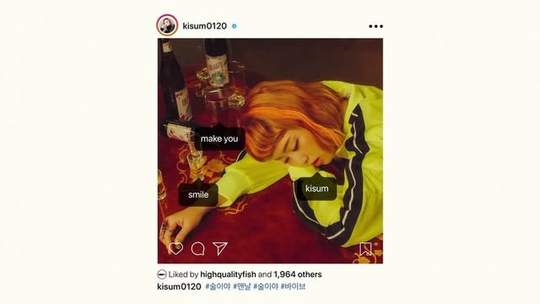 kisum0120
make you
smile
kisum
Liked by highqualityfish and 1,964 others
kisum0120 #술이야 #맨날 #술이야 #바이브